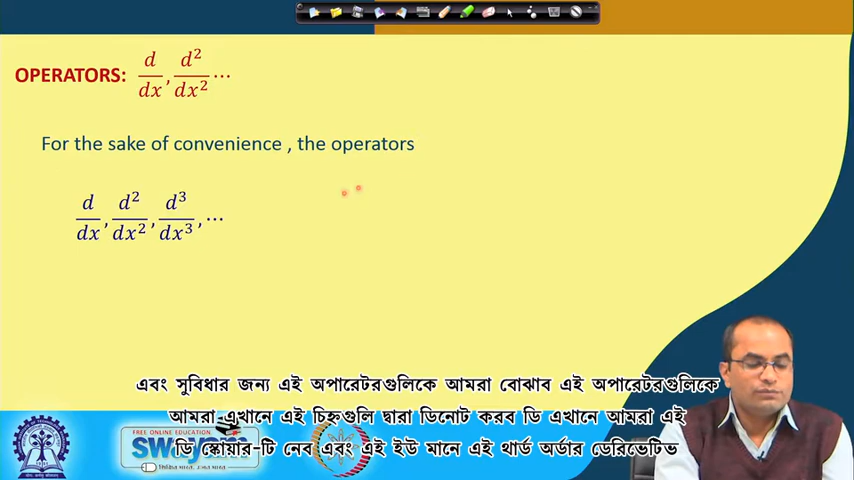 OPERATORS: d/dx, d²/dx² ⋯
For the sake of convenience , the operators
d/dx, d²/dx², d³/dx³, ⋯
এবং সুবিধার জন্য এই অপারেটরগুলিকে আমরা বোঝাব এই অপারেটরগুলিকে
আমরা এখানে এই চিহ্নগুলি দ্বারা ডিনোট করব ডি এখানে আমরা এই
ডি স্কোয়ার-টি নেব এবং এই ইউ মানে এই থার্ড অর্ডার ডেরিভেটিভ
FREE ONLINE EDUCATION
SWAYAM